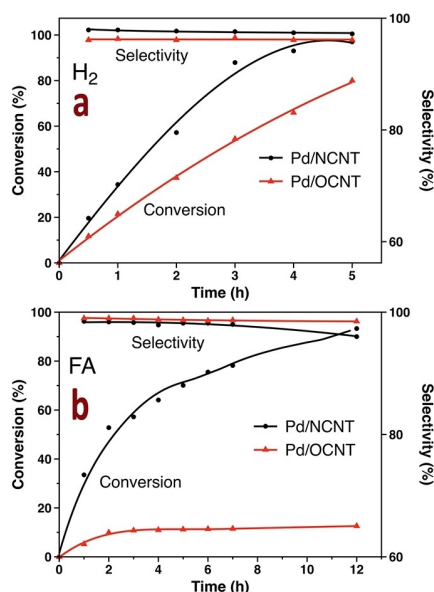 100
80
60
40
20
0
Conversion (%)
H2
a
Selectivity
Pd/NCNT
Pd/OCNT
Conversion
100
80
60
Selectivity (%)
0 1 2 3 4 5
Time (h)
100
80
60
40
20
0
Conversion (%)
Selectivity
FA
b
Pd/NCNT
Pd/OCNT
Conversion
100
80
60
Selectivity (%)
0 2 4 6 8 10 12
Time (h)